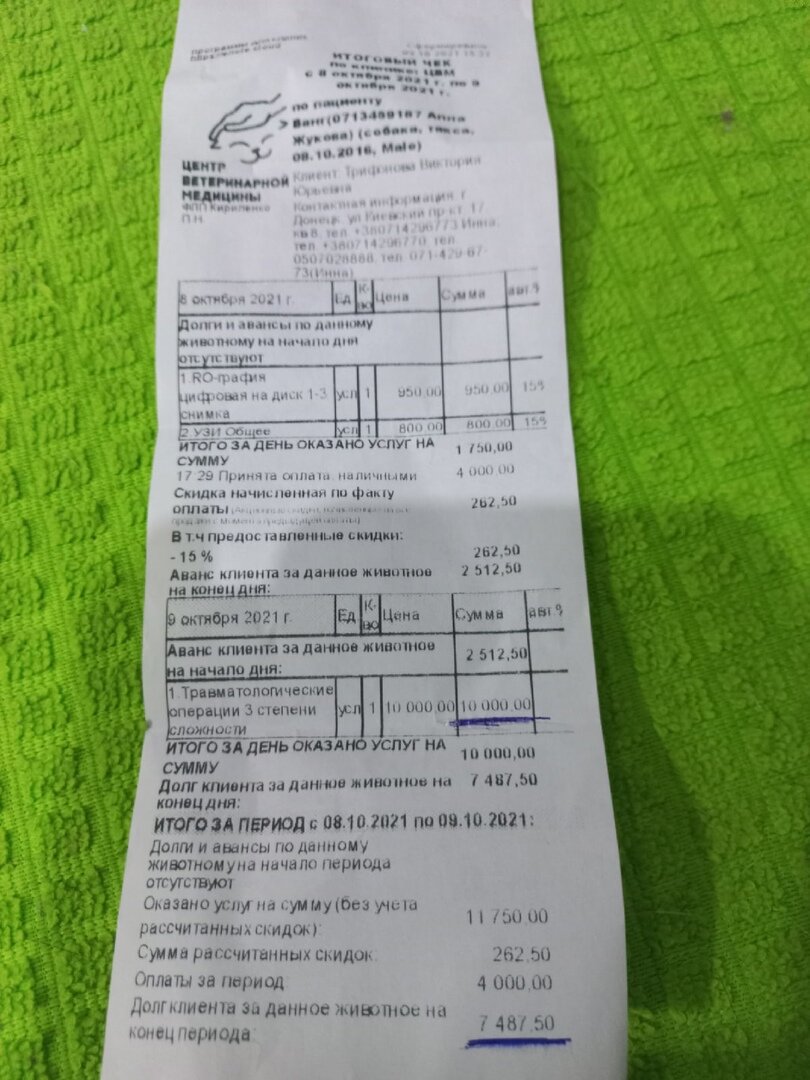 ИТОГОВЫЙ ЧЕК
по клинике: ЦВМ
с 8 октября 2021 г. по 9
октября 2021 г.
по пациенту
(0713459187 Анна
Жукова) (собака, такса,
08.10.2016, Male)
ЦЕНТР
ВЕТЕРИНАРНОЙ
МЕДИЦИНЫ
ФЛП Кириленко
П.Н.
Клиент: Трифонова Виктория
Юрьевна
Контактная информация: г.
Донецк, ул Киевский пр-кт, 17,
кв8, тел. +380714296773 Инна,
тел. +380714296770, тел.
0507028888, тел. 071-429-67-
73(Инна)
8 октября 2021 г. Ед К-во Цена Сумма авт.%
Долги и авансы по данному
животному на начало дня
отсутствуют
1.RO-графия
цифровая на диск 1-3 усл 1 950,00 950,00 15%
снимка
2.УЗИ Общее усл 1 800,00 800,00 15%
ИТОГО ЗА ДЕНЬ ОКАЗАНО УСЛУГ НА 1 750,00
СУММУ
17:29 Принята оплата: наличными 4 000,00
Скидка начисленная по факту
оплаты 262,50
В т.ч предоставленные скидки:
- 15 % 262,50
Аванс клиента за данное животное 2 512,50
на конец дня:
9 октября 2021 г. Ед К-во Цена Сумма авт.%
Аванс клиента за данное животное 2 512,50
на начало дня:
1.Травматологические
операции 3 степени усл 1 10 000,00 10 000,00
сложности
ИТОГО ЗА ДЕНЬ ОКАЗАНО УСЛУГ НА 10 000,00
СУММУ
Долг клиента за данное животное на 7 487,50
конец дня:
ИТОГО ЗА ПЕРИОД с 08.10.2021 по 09.10.2021:
Долги и авансы по данному
животному на начало периода
отсутствуют
Оказано услуг на сумму (без учета 11 750,00
рассчитанных скидок):
Сумма рассчитанных скидок: 262,50
Оплаты за период 4 000,00
Долг клиента за данное животное на 7 487,50
конец периода: